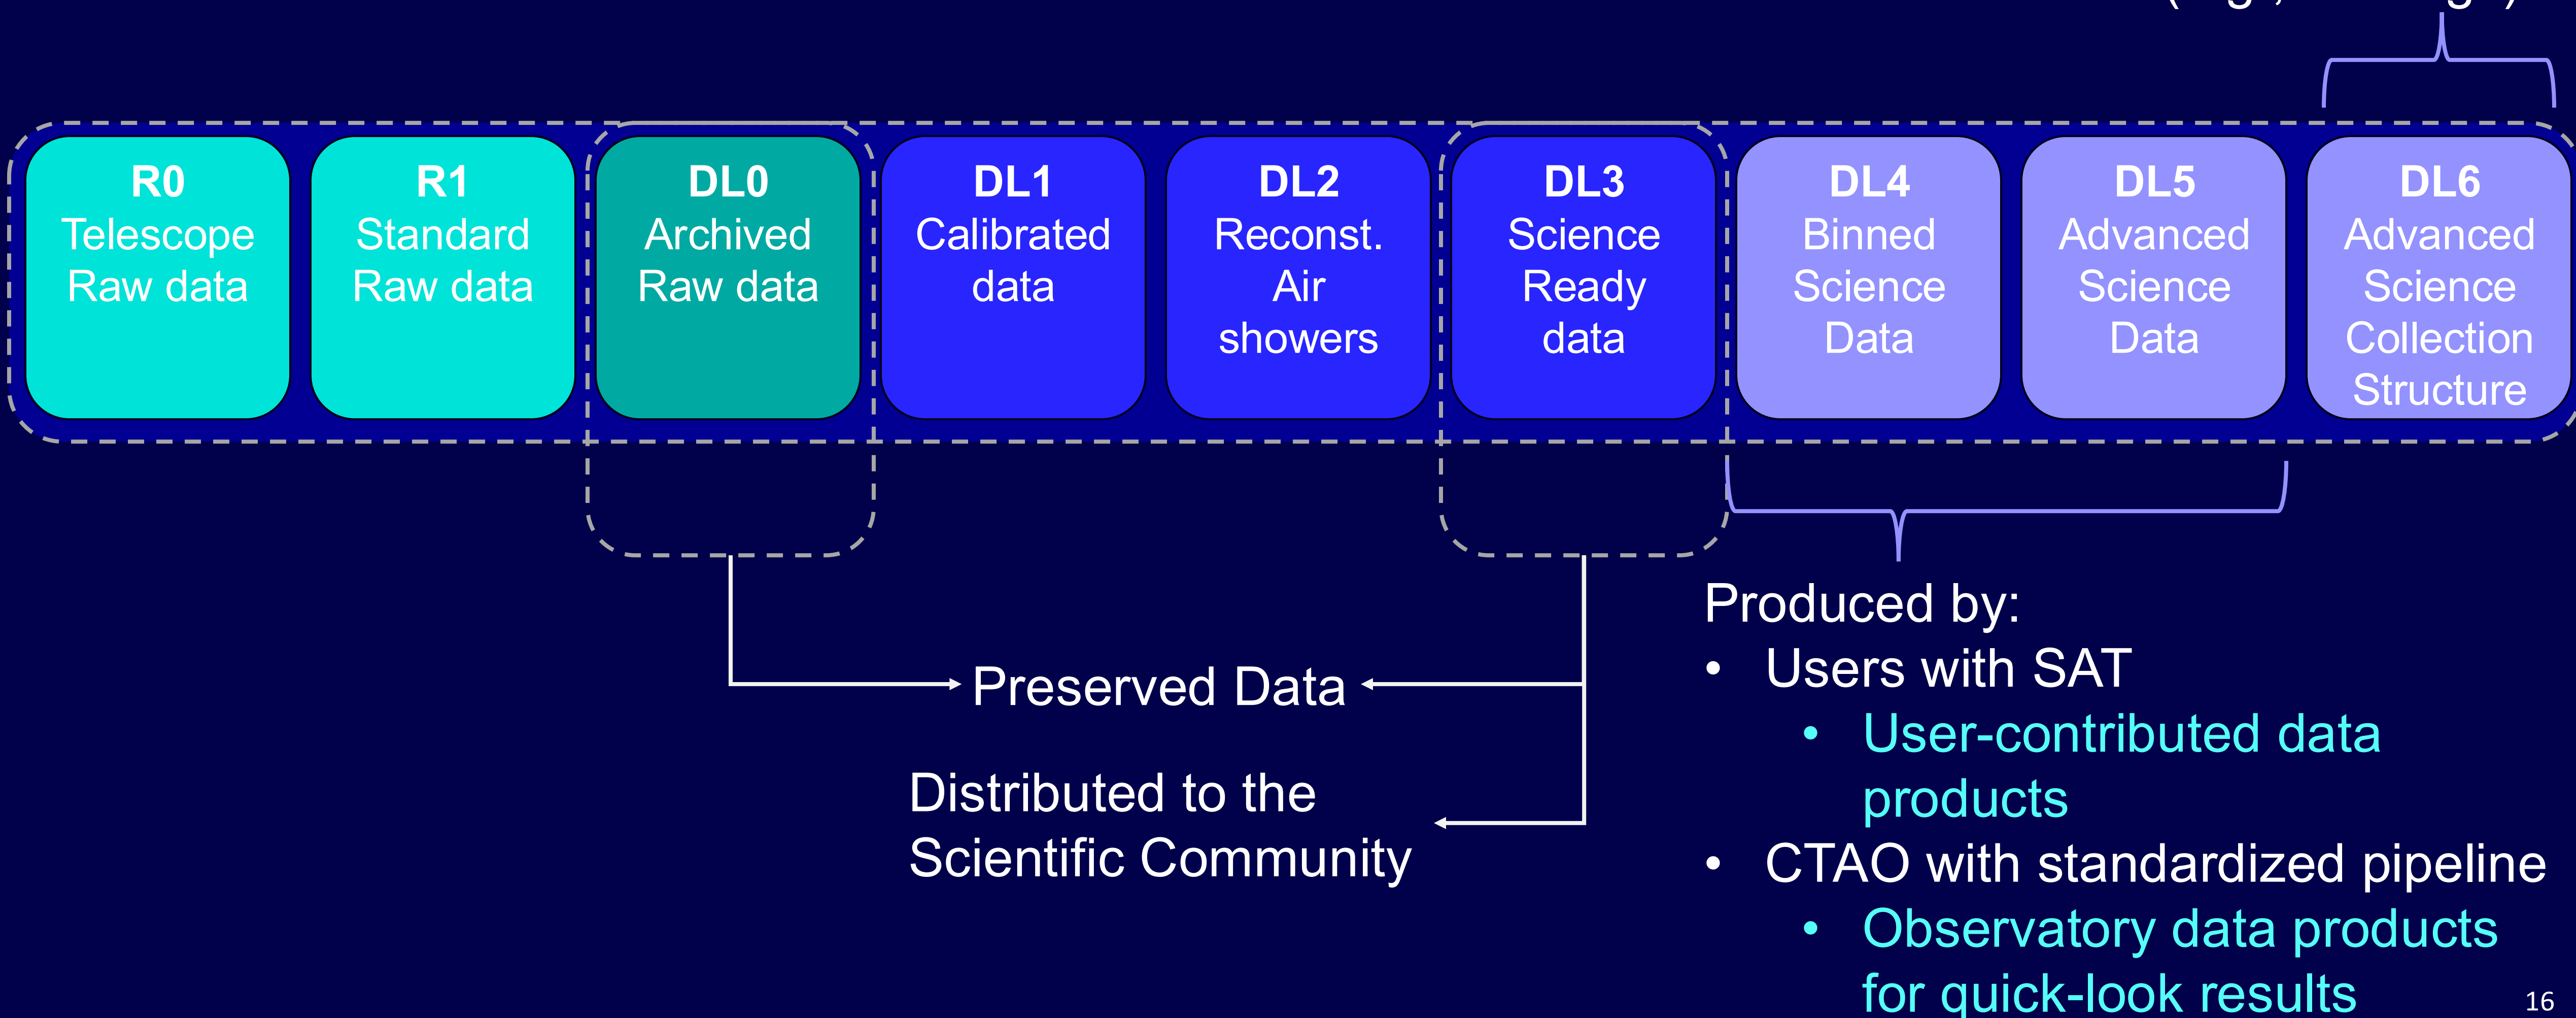 R0
Telescope
Raw data
R1
Standard
Raw data
DL0
Archived
Raw data
DL1
Calibrated
data
DL2
Reconst.
Air
showers
DL3
Science
Ready
data
DL4
Binned
Science
Data
DL5
Advanced
Science
Data
DL6
Advanced
Science
Collection
Structure
Preserved Data
Distributed to the
Scientific Community
Produced by:
• Users with SAT
• User-contributed data
products
• CTAO with standardized pipeline
• Observatory data products
for quick-look results
16